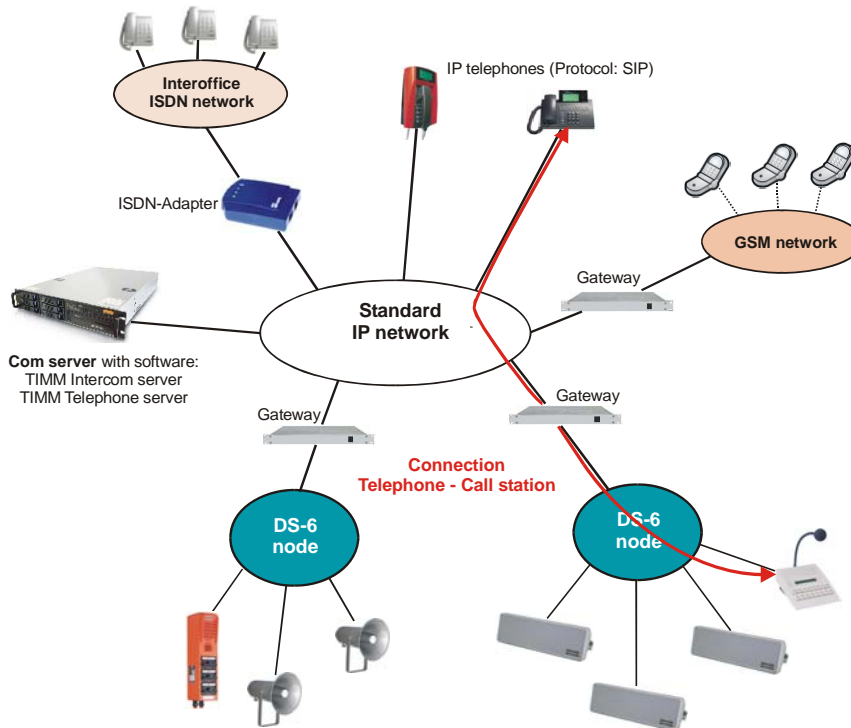 Interoffice
ISDN network
IP telephones (Protocol: SIP)
ISDN-Adapter
GSM network
Gateway
Standard
IP network
Com server with software:
TIMM Intercom server
TIMM Telephone server
Gateway
Gateway
Connection
Telephone - Call station
DS-6
node
DS-6
node